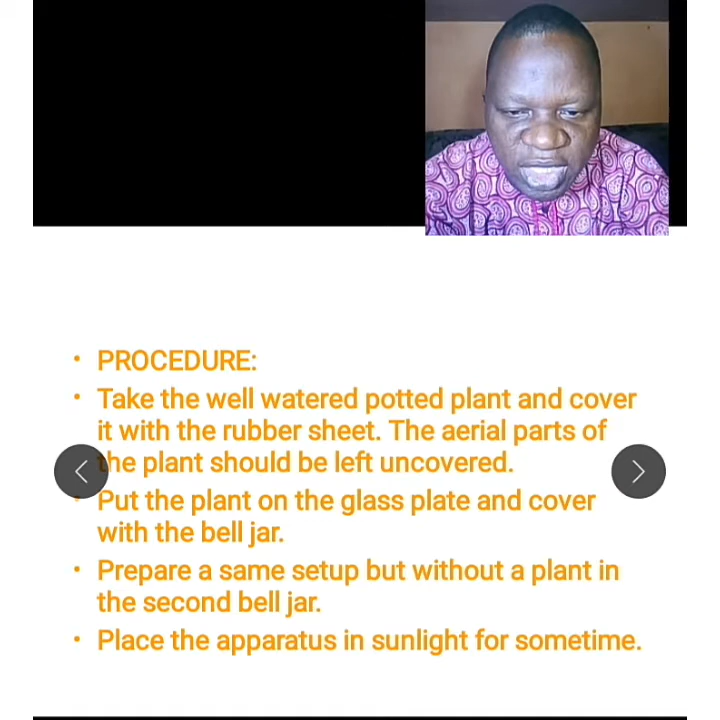 PROCEDURE:
Take the well watered potted plant and cover
it with the rubber sheet. The aerial parts of
the plant should be left uncovered.
Put the plant on the glass plate and cover
with the bell jar.
Prepare a same setup but without a plant in
the second bell jar.
Place the apparatus in sunlight for sometime.